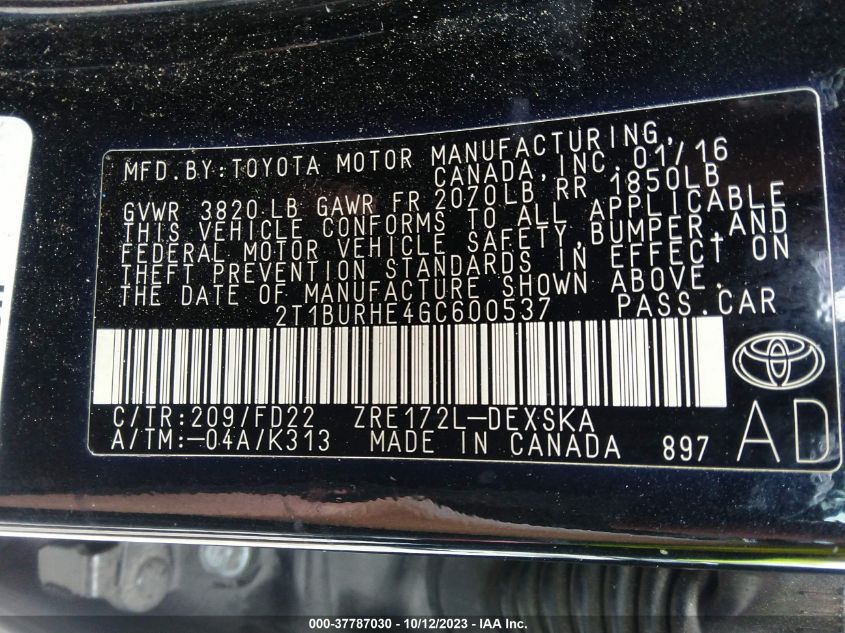 MFD.BY:TOYOTA MOTOR MANUFACTURING,
CANADA,INC.01/16
GVWR 3820 LB GAWR FR 2070LB RR 1850LB
THIS VEHICLE CONFORMS TO ALL APPLICABLE
FEDERAL MOTOR VEHICLE SAFETY,BUMPER,AND
THEFT PREVENTION STANDARDS IN EFFECT ON
THE DATE OF MANUFACTURE SHOWN ABOVE.
2T1BURHE4GC600537 PASS.CAR
C/TR:209/FD22 ZRE172L-DEXSKA
A/TM:-04A/K313 MADE IN CANADA 897
AD
000-37787030 - 10/12/2023 - IAA Inc.